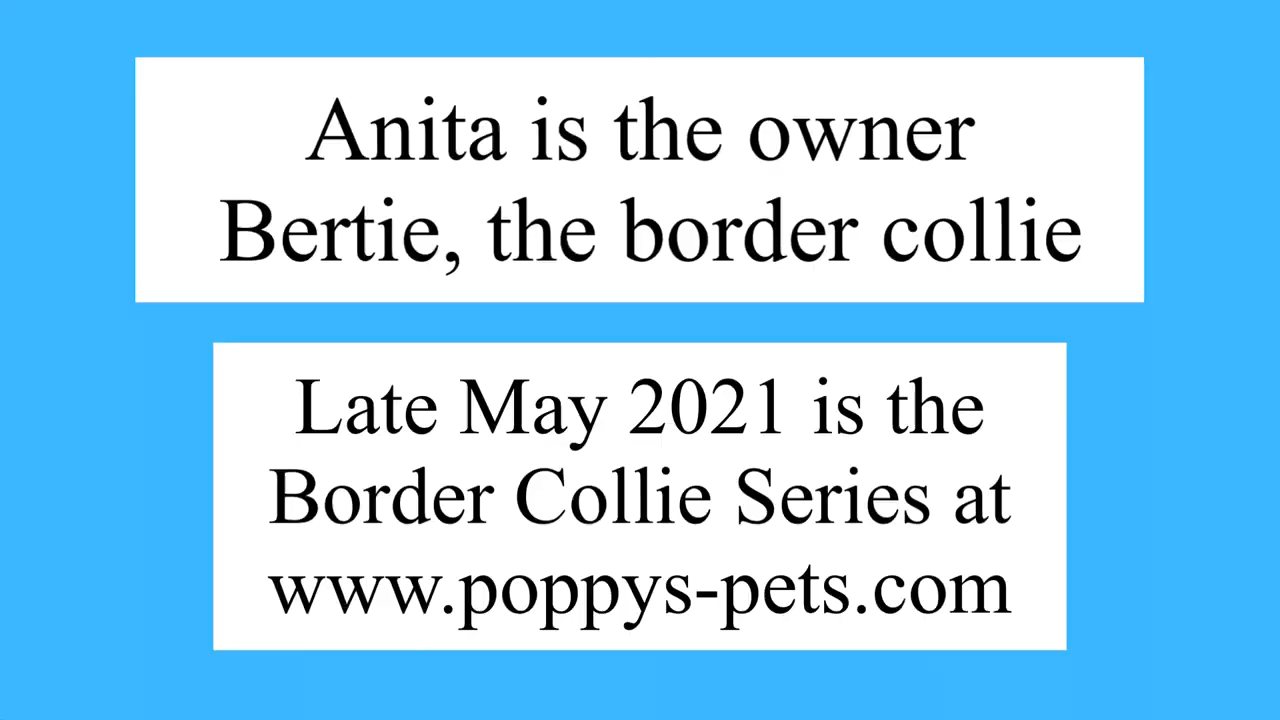 Anita is the owner
Bertie, the border collie
Late May 2021 is the
Border Collie Series at
www.poppys-pets.com